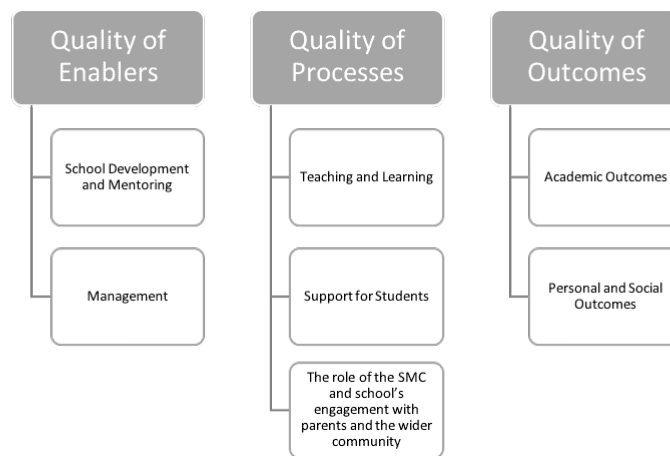 Quality of
Enablers
School Development
and Mentoring
Management
Quality of
Processes
Teaching and Learning
Support for Students
The role of the SMC
and school's
engagement with
parents and the wider
community
Quality of
Outcomes
Academic Outcomes
Personal and Social
Outcomes